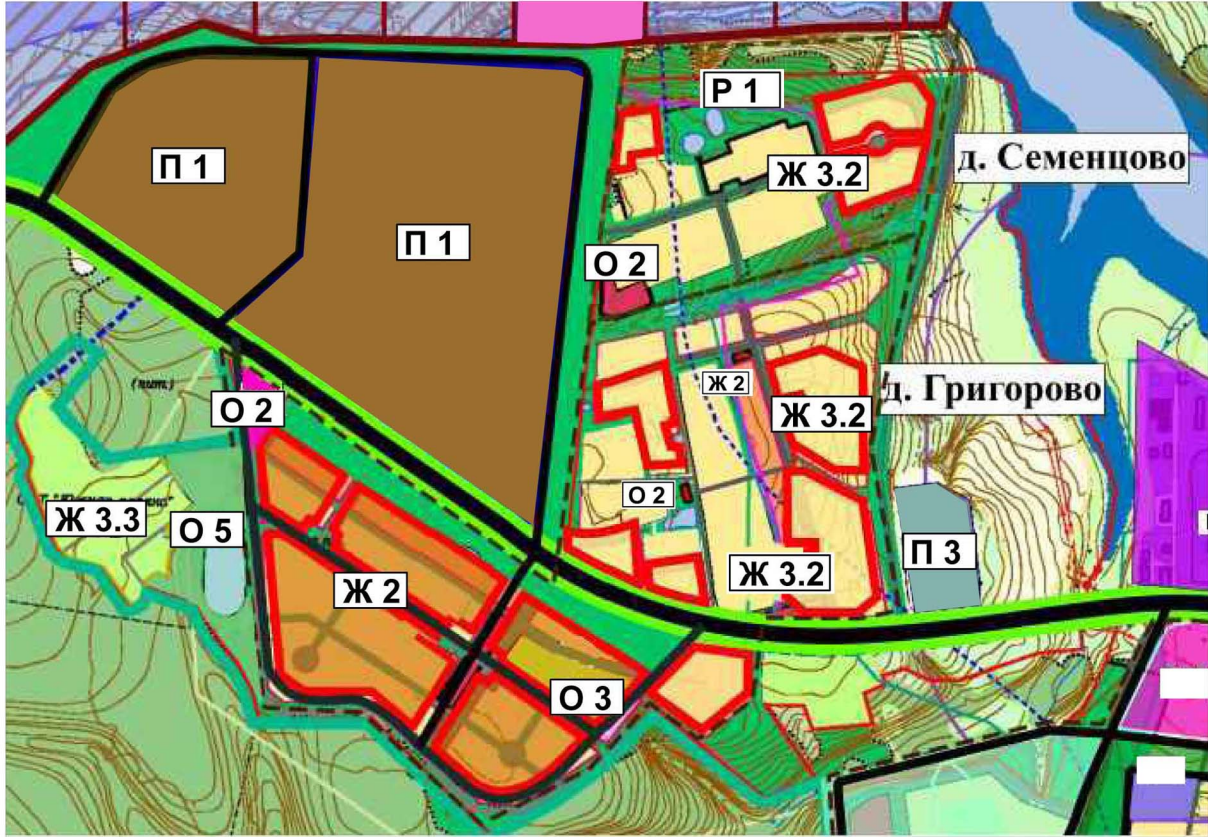 Р 1
д. Семенцово
П 1
Ж 3.2
П 1
О 2
Ж 2
д. Григорово
О 2
Ж 3.2
О 2
Ж 3.3
О 5
П 3
Ж 3.2
Ж 2
О 3